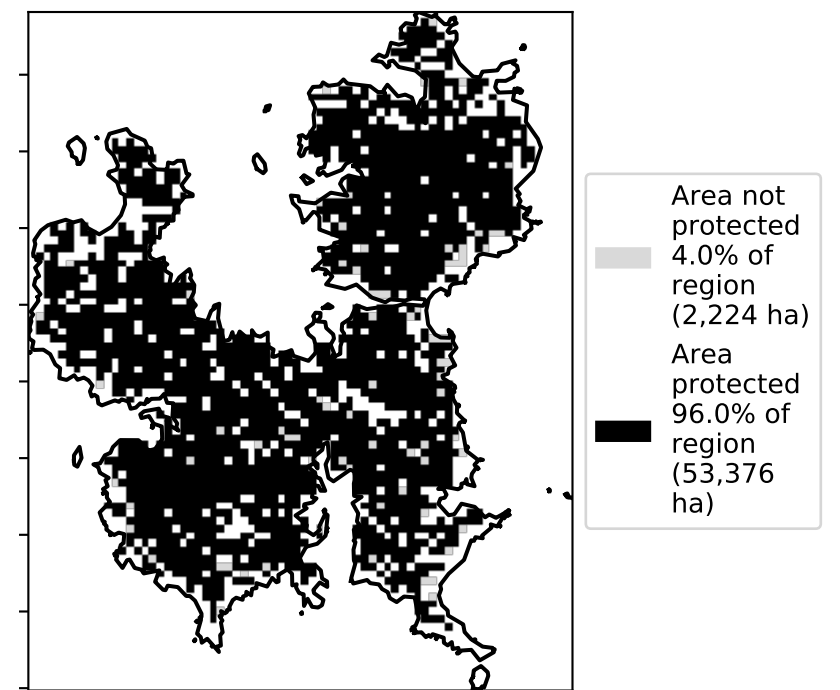 Area not
protected
4.0% of
region
(2,224 ha)
Area
protected
96.0% of
region
(53,376
ha)